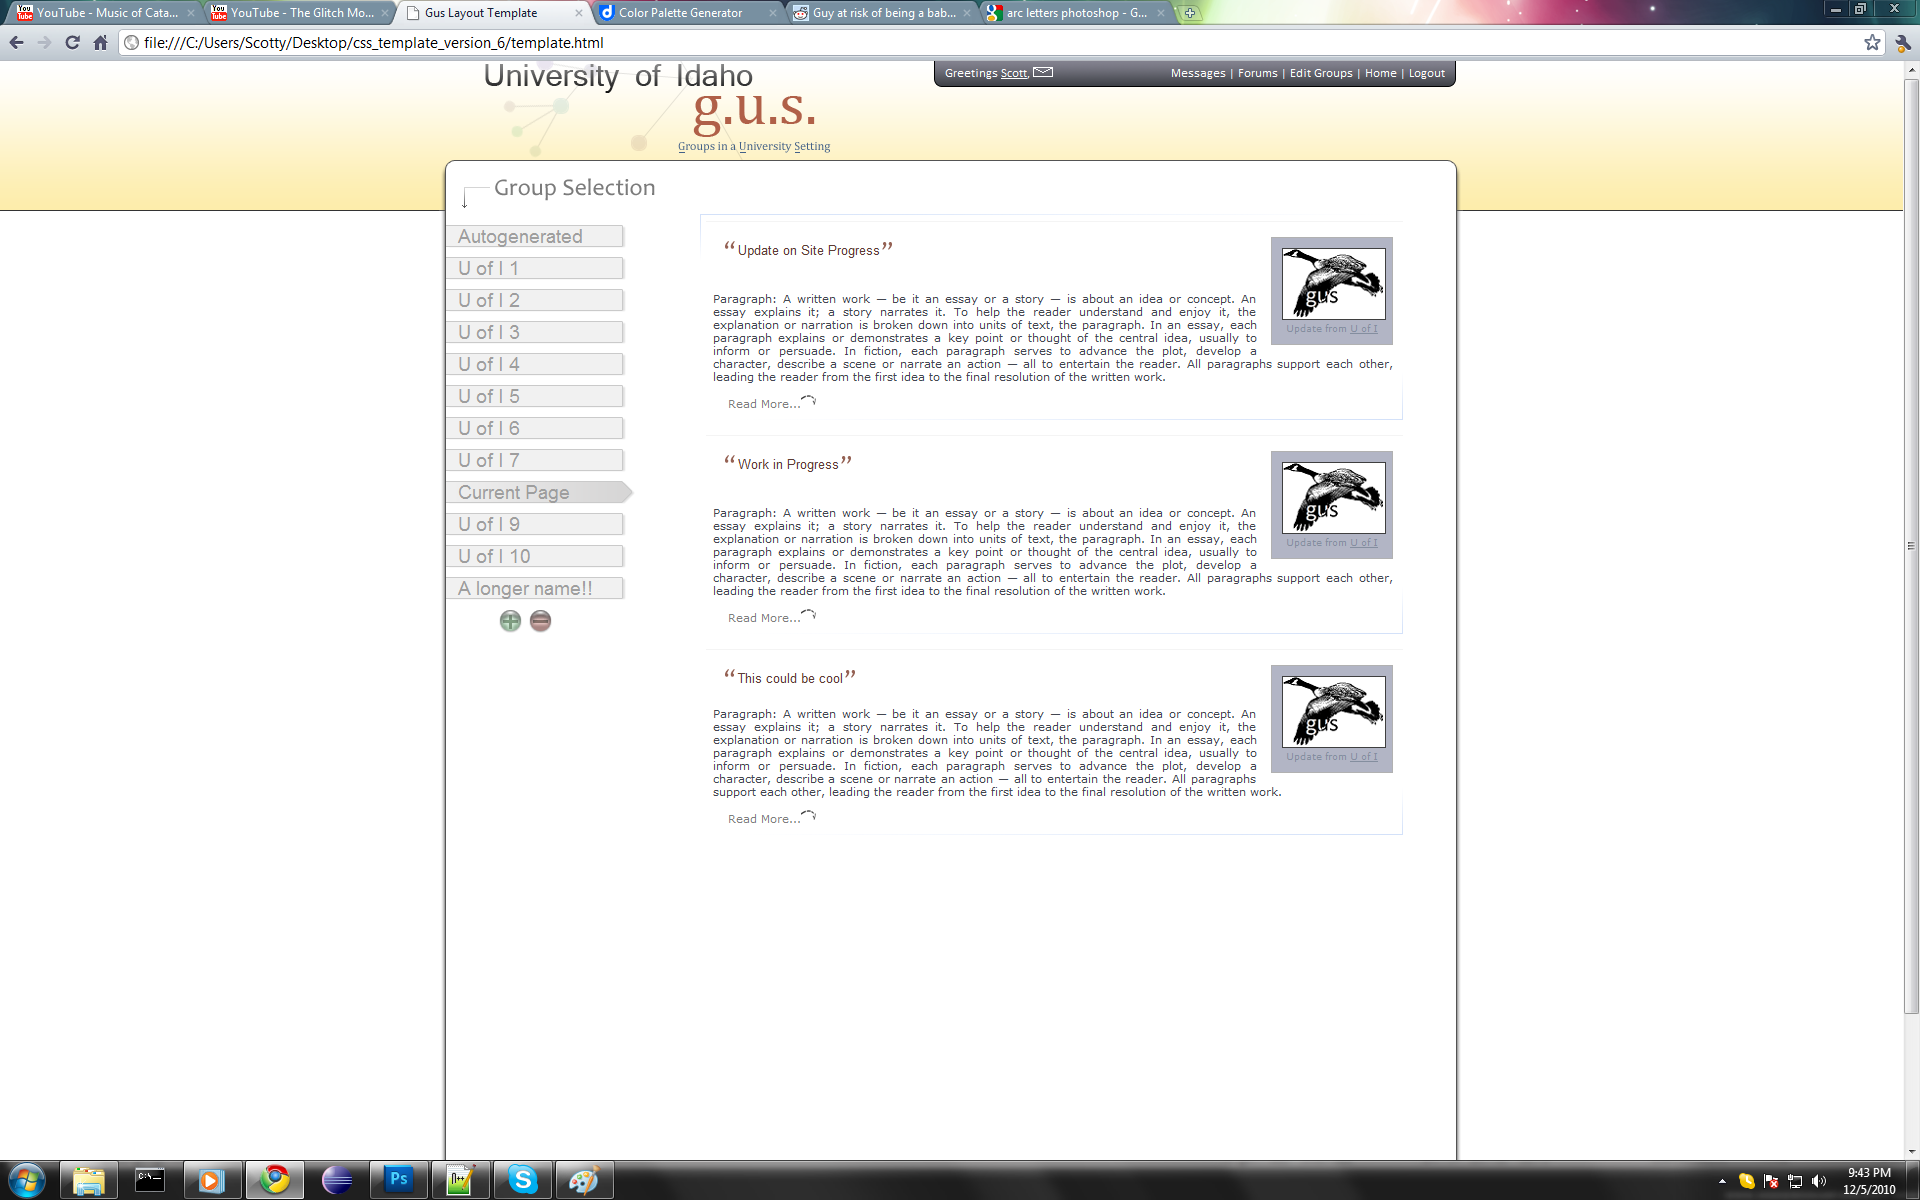 YouTube - Music of Cata...
YouTube - The Glitch Mo...
Gus Layout Template
Color Palette Generator
Guy at risk of being a bab...
arc letters photoshop - G...
file:///C:/Users/Scotty/Desktop/css_template_version_6/template.html
University of Idaho
g.u.s.
Groups in a University Setting
Greetings Scott,
Messages | Forums | Edit Groups | Home | Logout
Group Selection
Autogenerated
U of I 1
U of I 2
U of I 3
U of I 4
U of I 5
U of I 6
U of I 7
Current Page
U of I 9
U of I 10
A longer name!!
“Update on Site Progress”
Paragraph: A written work — be it an essay or a story — is about an idea or concept. An
essay explains it; a story narrates it. To help the reader understand and enjoy it, the
explanation or narration is broken down into units of text, the paragraph. In an essay, each
paragraph explains or demonstrates a key point or thought of the central idea, usually to
inform or persuade. In fiction, each paragraph serves to advance the plot, develop a
character, describe a scene or narrate an action — all to entertain the reader. All paragraphs support each other,
leading the reader from the first idea to the final resolution of the written work.
Read More...
gus
Update from U of I
“Work in Progress”
Paragraph: A written work — be it an essay or a story — is about an idea or concept. An
essay explains it; a story narrates it. To help the reader understand and enjoy it, the
explanation or narration is broken down into units of text, the paragraph. In an essay, each
paragraph explains or demonstrates a key point or thought of the central idea, usually to
inform or persuade. In fiction, each paragraph serves to advance the plot, develop a
character, describe a scene or narrate an action — all to entertain the reader. All paragraphs support each other,
leading the reader from the first idea to the final resolution of the written work.
Read More...
gus
Update from U of I
“This could be cool”
Paragraph: A written work — be it an essay or a story — is about an idea or concept. An
essay explains it; a story narrates it. To help the reader understand and enjoy it, the
explanation or narration is broken down into units of text, the paragraph. In an essay, each
paragraph explains or demonstrates a key point or thought of the central idea, usually to
inform or persuade. In fiction, each paragraph serves to advance the plot, develop a
character, describe a scene or narrate an action — all to entertain the reader. All paragraphs
support each other, leading the reader from the first idea to the final resolution of the written work.
Read More...
gus
Update from U of I
Ps
9:43 PM
12/5/2010